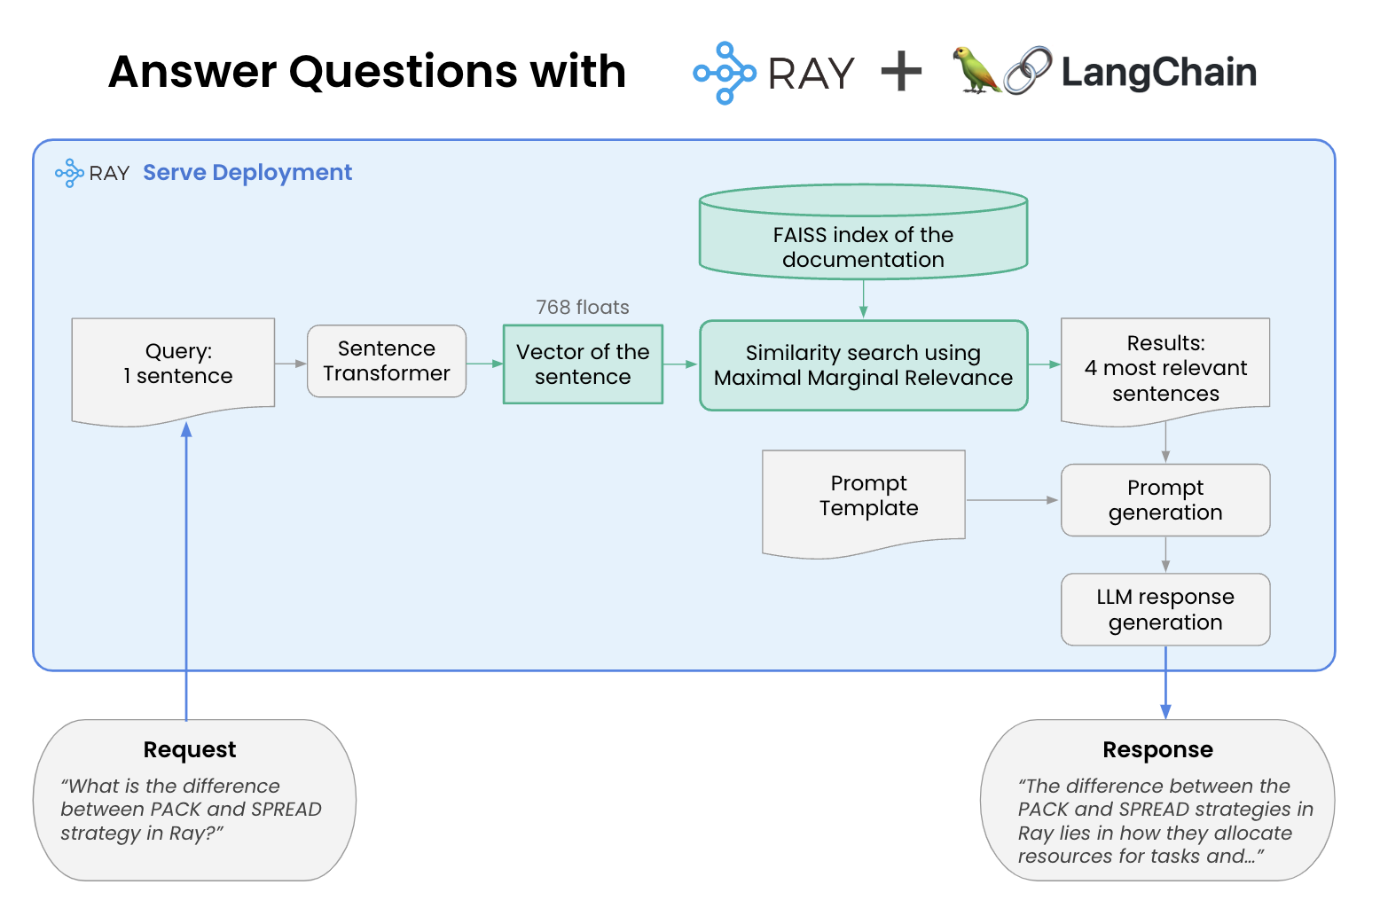 Answer Questions with
RAY
+
LangChain
RAY Serve Deployment
FAISS index of the
documentation
768 floats
Query:
1 sentence
Sentence
Transformer
Vector of the
sentence
Similarity search using
Maximal Marginal Relevance
Results:
4 most relevant
sentences
Prompt
Template
Prompt
generation
LLM response
generation
Request
“What is the difference
between PACK and SPREAD
strategy in Ray?”
Response
“The difference between the
PACK and SPREAD strategies in
Ray lies in how they allocate
resources for tasks and...”